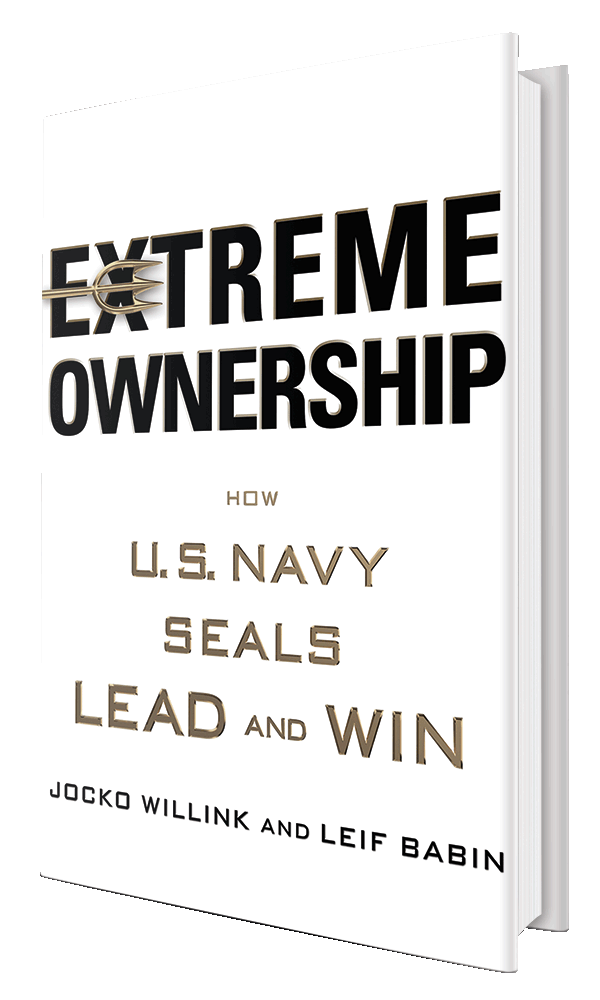 EXTREME
OWNERSHIP
HOW
U.S. NAVY
SEALS
LEAD AND WIN
JOCKO WILLINK AND LEIF BABIN